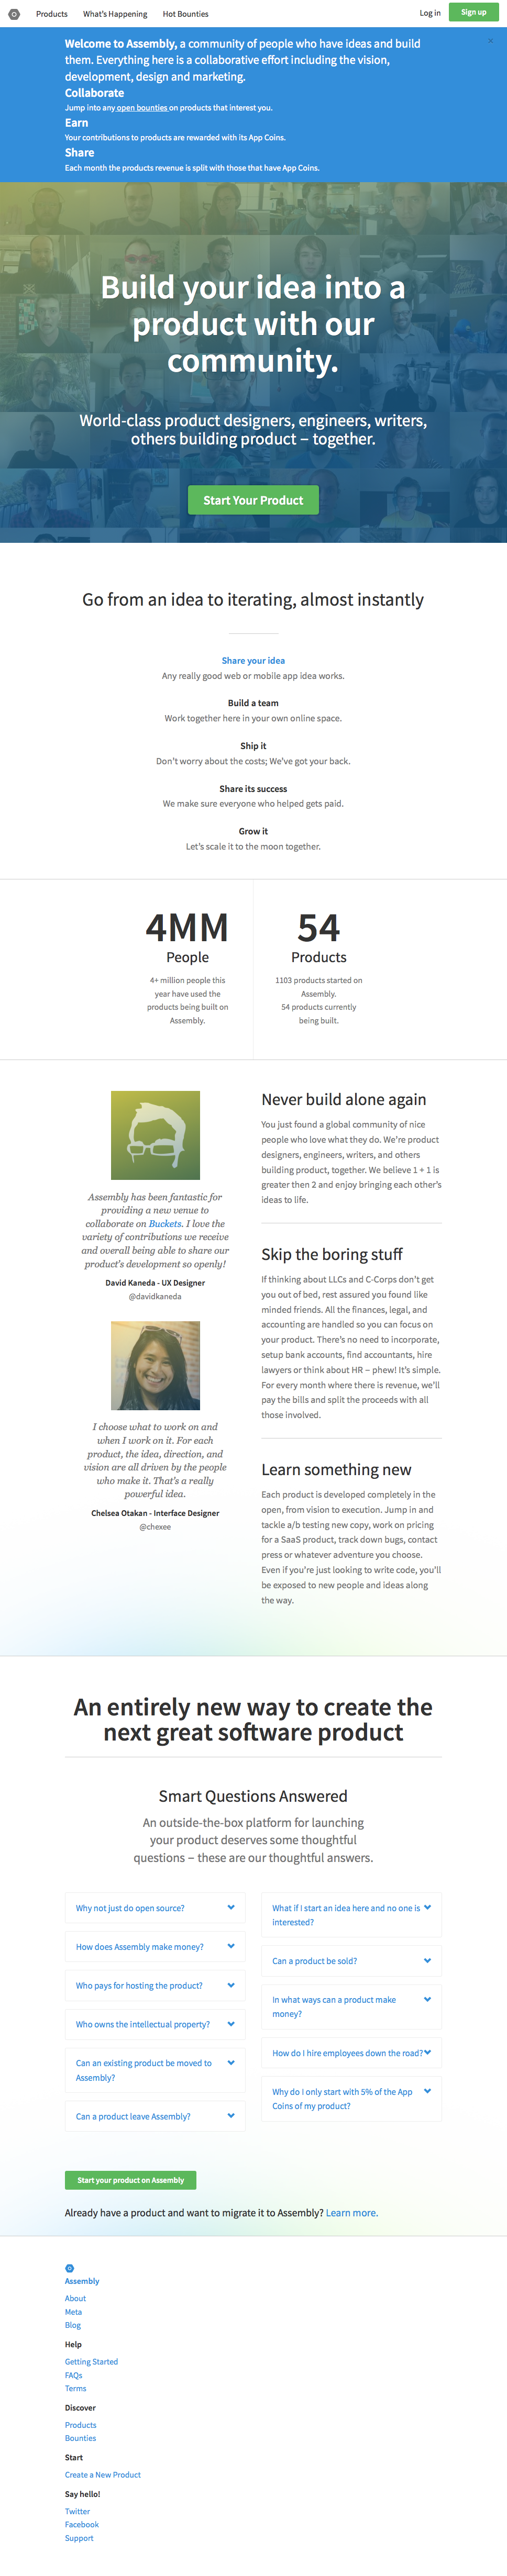 Products What's Happening Hot Bounties Log in Sign up
×
Welcome to Assembly, a community of people who have ideas and build
them. Everything here is a collaborative effort including the vision,
development, design and marketing.
Collaborate
Jump into any open bounties on products that interest you.
Earn
Your contributions to products are rewarded with its App Coins.
Share
Each month the products revenue is split with those that have App Coins.
Build your idea into a
product with our
community.
World-class product designers, engineers, writers,
others building product – together.
Start Your Product
Go from an idea to iterating, almost instantly
Share your idea
Any really good web or mobile app idea works.
Build a team
Work together here in your own online space.
Ship it
Don't worry about the costs; We've got your back.
Share its success
We make sure everyone who helped gets paid.
Grow it
Let's scale it to the moon together.
4MM
People
4+ million people this
year have used the
products being built on
Assembly.
54
Products
1103 products started on
Assembly.
54 products currently
being built.
Assembly has been fantastic for
providing a new venue to
collaborate on Buckets. I love the
variety of contributions we receive
and overall being able to share our
product's development so openly!
David Kaneda - UX Designer
@davidkaneda
I choose what to work on and
when I work on it. For each
product, the idea, direction, and
vision are all driven by the people
who make it. That's a really
powerful idea.
Chelsea Otakan - Interface Designer
@chexee
Never build alone again
You just found a global community of nice
people who love what they do. We're product
designers, engineers, writers, and others
building product, together. We believe 1 + 1 is
greater then 2 and enjoy bringing each other's
ideas to life.
Skip the boring stuff
If thinking about LLCs and C-Corps don't get
you out of bed, rest assured you found like
minded friends. All the finances, legal, and
accounting are handled so you can focus on
your product. There's no need to incorporate,
setup bank accounts, find accountants, hire
lawyers or think about HR – phew! It's simple.
For every month where there is revenue, we'll
pay the bills and split the proceeds with all
those involved.
Learn something new
Each product is developed completely in the
open, from vision to execution. Jump in and
tackle a/b testing new copy, work on pricing
for a SaaS product, track down bugs, contact
press or whatever adventure you choose.
Even if you're just looking to write code, you'll
be exposed to new people and ideas along
the way.
An entirely new way to create the
next great software product
Smart Questions Answered
An outside-the-box platform for launching
your product deserves some thoughtful
questions – these are our thoughtful answers.
Why not just do open source?
How does Assembly make money?
Who pays for hosting the product?
Who owns the intellectual property?
Can an existing product be moved to
Assembly?
Can a product leave Assembly?
What if I start an idea here and no one is
interested?
Can a product be sold?
In what ways can a product make
money?
How do I hire employees down the road?
Why do I only start with 5% of the App
Coins of my product?
Start your product on Assembly
Already have a product and want to migrate it to Assembly? Learn more.
Assembly
About
Meta
Blog
Help
Getting Started
FAQs
Terms
Discover
Products
Bounties
Start
Create a New Product
Say hello!
Twitter
Facebook
Support